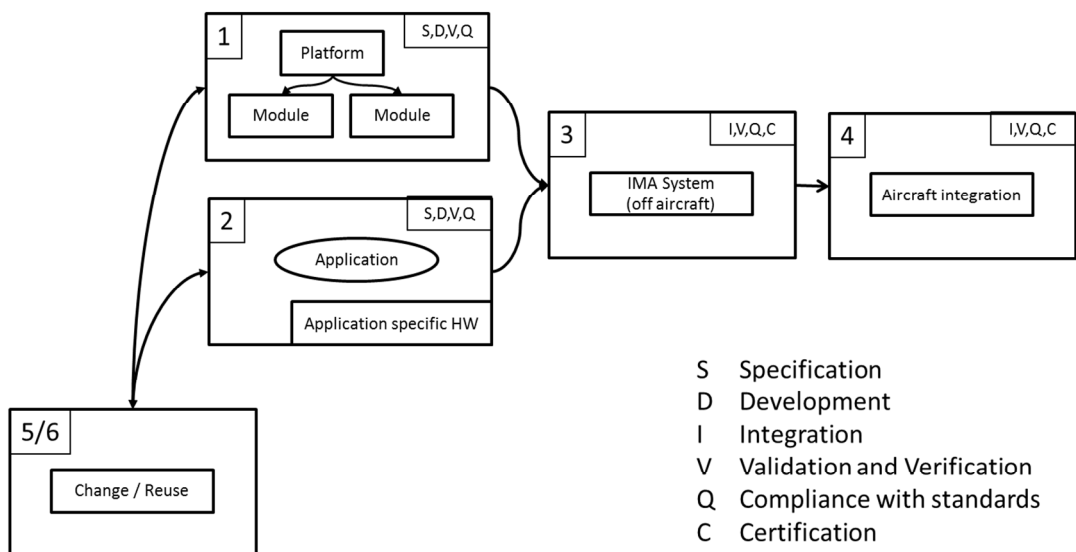 1
S,D,V,Q
Platform
Module
Module
2
S,D,V,Q
Application
Application specific HW
3
I,V,Q,C
IMA System
(off aircraft)
4
I,V,Q,C
Aircraft integration
5/6
Change / Reuse
S Specification
D Development
I Integration
V Validation and Verification
Q Compliance with standards
C Certification